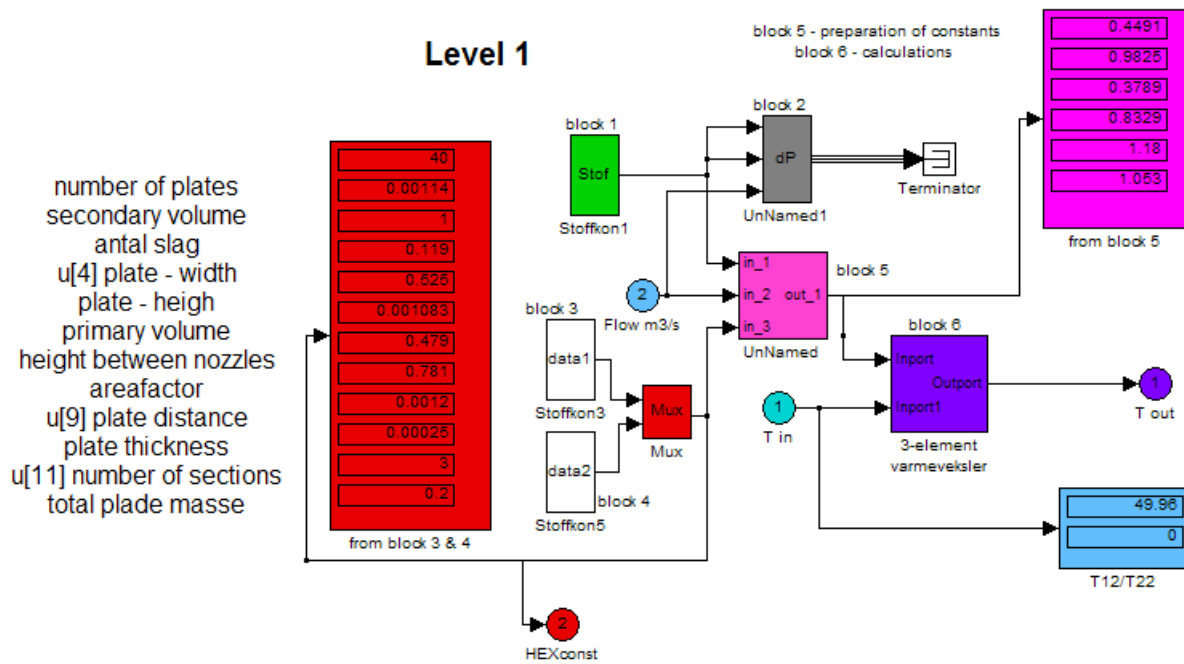 Level 1
block 5 - preparation of constants
block 6 - calculations
number of plates
secondary volume
antal slag
u[4] plate - width
plate - heigh
primary volume
height between nozzles
areafactor
u[9] plate distance
plate thickness
u[11] number of sections
total plade masse
40
0.00114
1
0.119
0.525
0.001083
0.479
0.781
0.0012
0.00025
3
0.2
from block 3 & 4
block 1
Stof
Stoffkon1
block 2
dP
UnNamed1
Terminator
0.4491
0.9825
0.3789
0.8329
1.18
1.053
from block 5
2
Flow m3/s
in_1
in_2
in_3
out_1
block 5
UnNamed
block 3
data1
Stoffkon3
data2
block 4
Stoffkon5
Mux
Mux
1
T in
block 6
Inport
Inport1
Outport
3-element
varmeveksler
1
T out
49.96
0
T12/T22
2
HEXconst